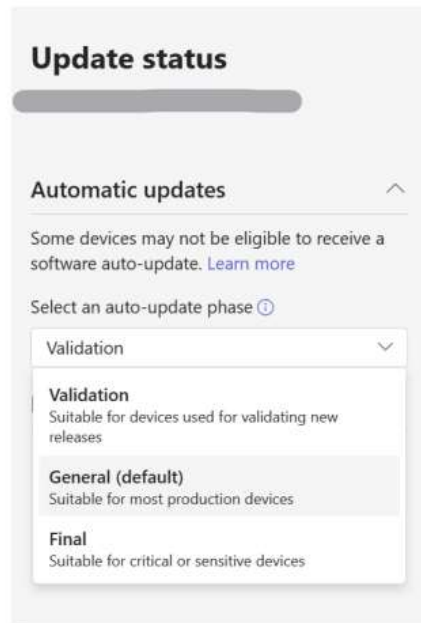 Update status
Automatic updates
Some devices may not be eligible to receive a
software auto-update. Learn more
Select an auto-update phase
Validation
Validation
Suitable for devices used for validating new
releases
General (default)
Suitable for most production devices
Final
Suitable for critical or sensitive devices